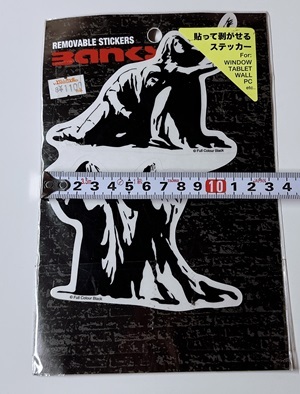 REMOVABLE STICKERS
貼って剥がせる
ステッカー
For:
WINDOW
TABLET
WALL
PC
etc..
¥1100
© Full Colour Black
2 3 4 5 6 7 8 9 10 1 2 3 4
© Full Colour Black